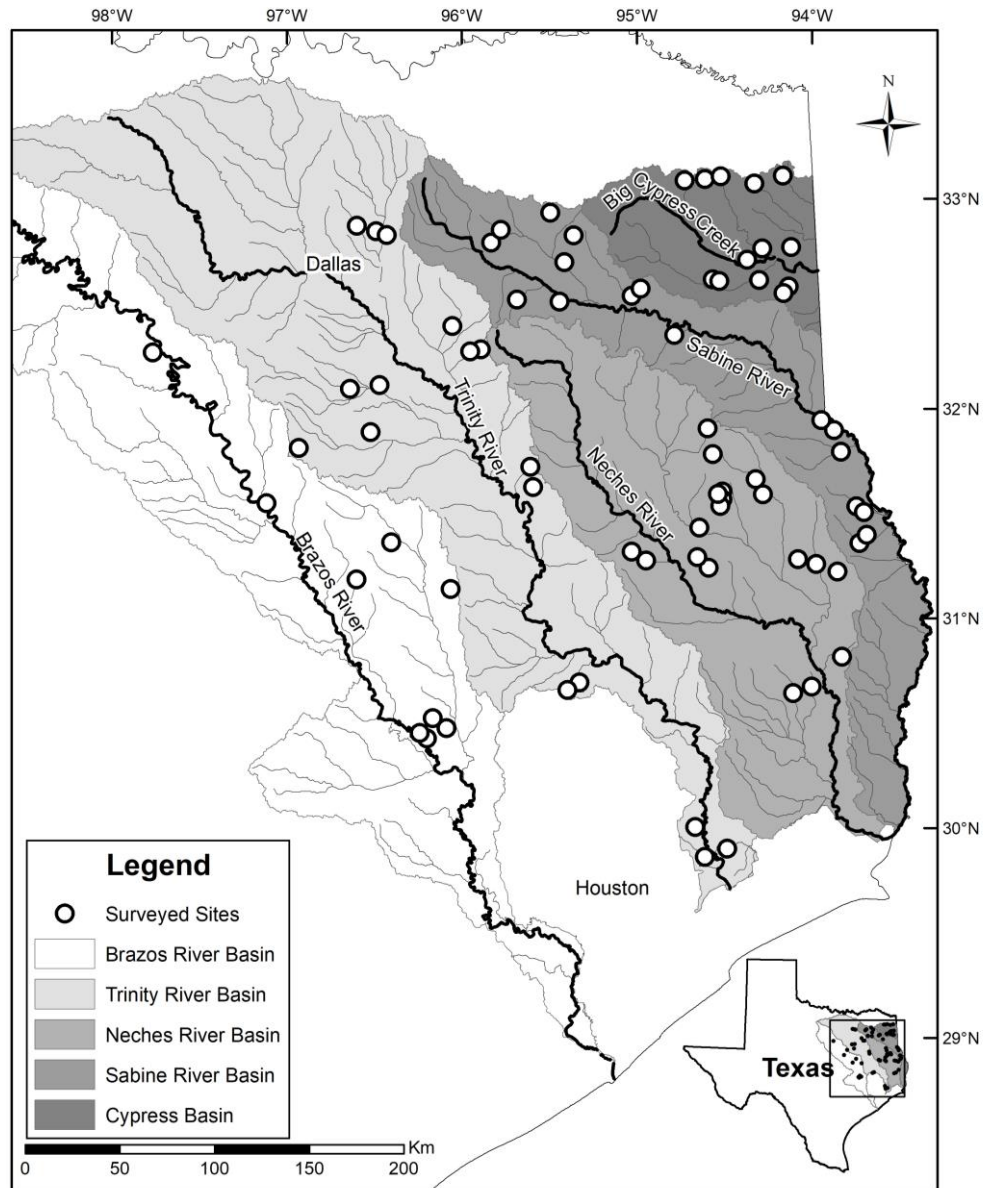 98°W 97°W 96°W 95°W 94°W
N
33°N
Big Cypress Creek
Dallas
Sabine River
32°N
Trinity River
Neches River
Brazos River
31°N
30°N
Houston
Legend
Surveyed Sites
Brazos River Basin
Trinity River Basin
Neches River Basin
Sabine River Basin
Cypress Basin
29°N
Texas
Km
0 50 100 150 200